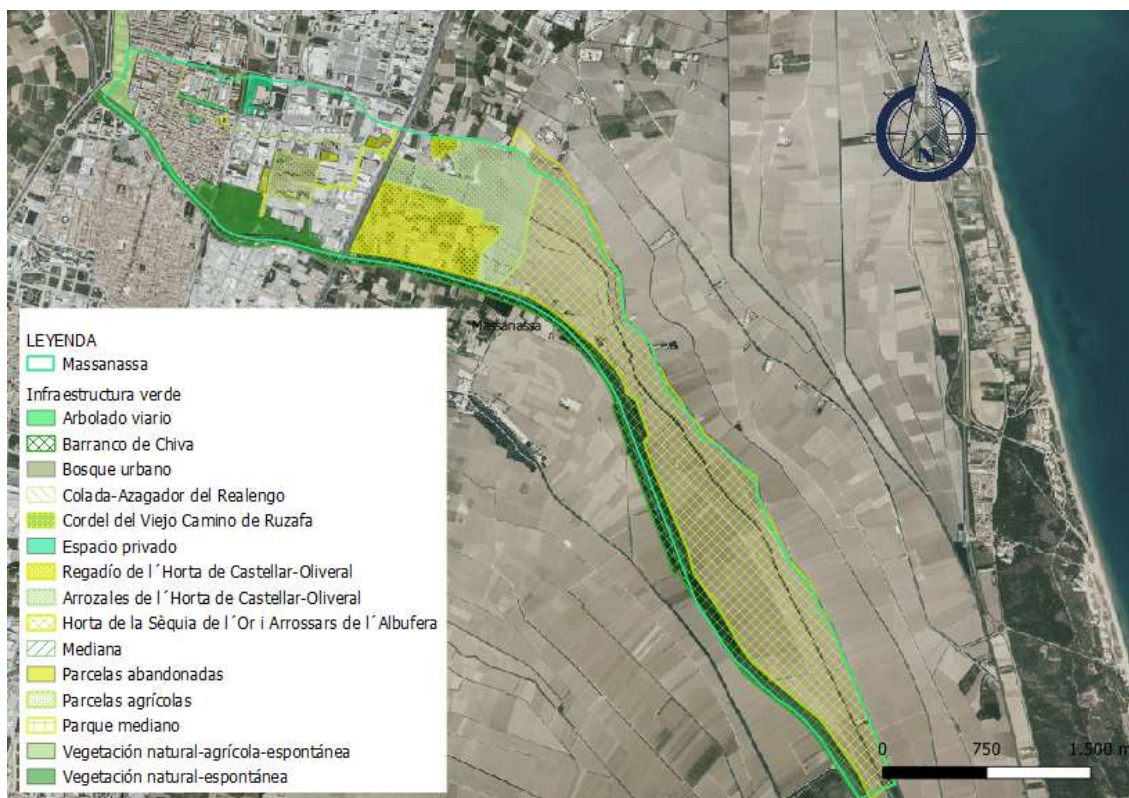 N
Massanassa
LEYENDA
Massanassa
Infraestructura verde
Arbolado viario
Barranco de Chiva
Bosque urbano
Colada-Azagador del Realengo
Cordel del Viejo Camino de Ruzafa
Espacio privado
Regadío de l´Horta de Castellar-Oliveral
Arrozales de l´Horta de Castellar-Oliveral
Horta de la Sèquia de l´Or i Arrossars de l´Albufera
Mediana
Parcelas abandonadas
Parcelas agrícolas
Parque mediano
Vegetación natural-agrícola-espontánea
Vegetación natural-espontánea
0 750 1.500 m